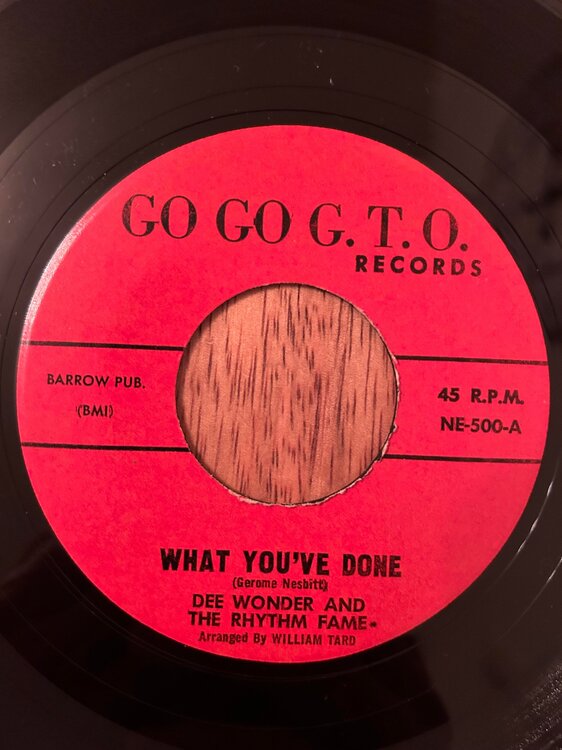 GO GO G. T. O.
RECORDS
BARROW PUB.
(BMI)
45 R.P.M.
NE-500-A
WHAT YOU'VE DONE
(Gerome Nesbitt)
DEE WONDER AND
THE RHYTHM FAME
Arranged By WILLIAM TARD